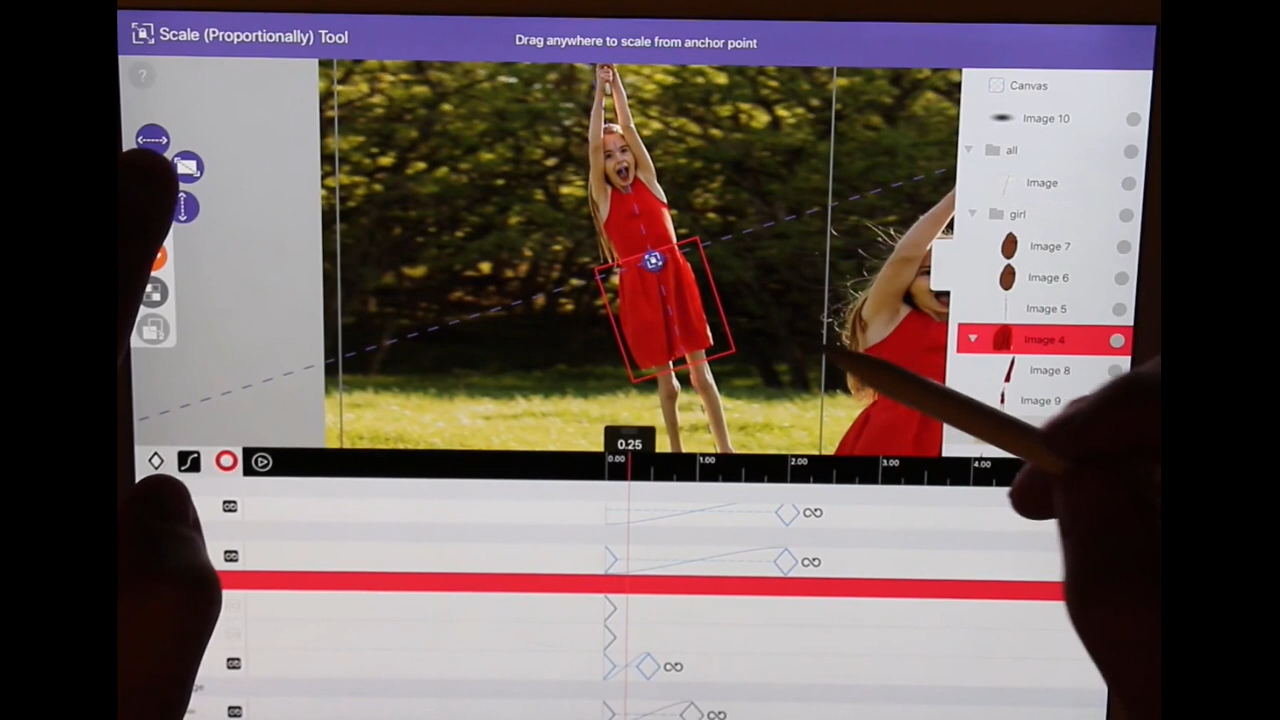 Scale (Proportionally) Tool
Drag anywhere to scale from anchor point
?
Canvas
Image 10
all
Image
girl
Image 7
Image 6
Image 5
Image 4
Image 8
Image 9
0.25
0.00
1.00
2.00
3.00
4.00